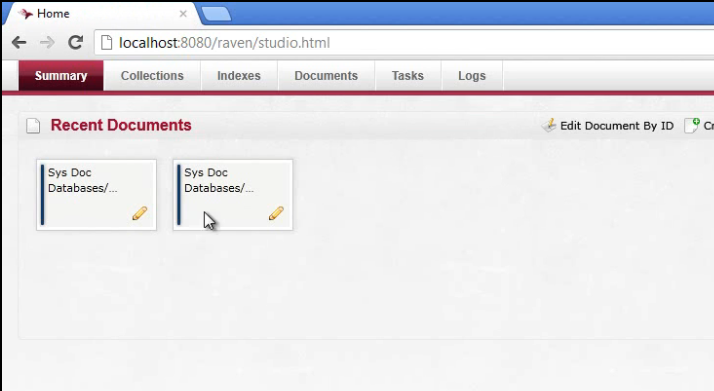 Home
localhost:8080/raven/studio.html
Summary Collections Indexes Documents Tasks Logs
Recent Documents Edit Document By ID
Sys Doc Sys Doc
Databases/... Databases/...